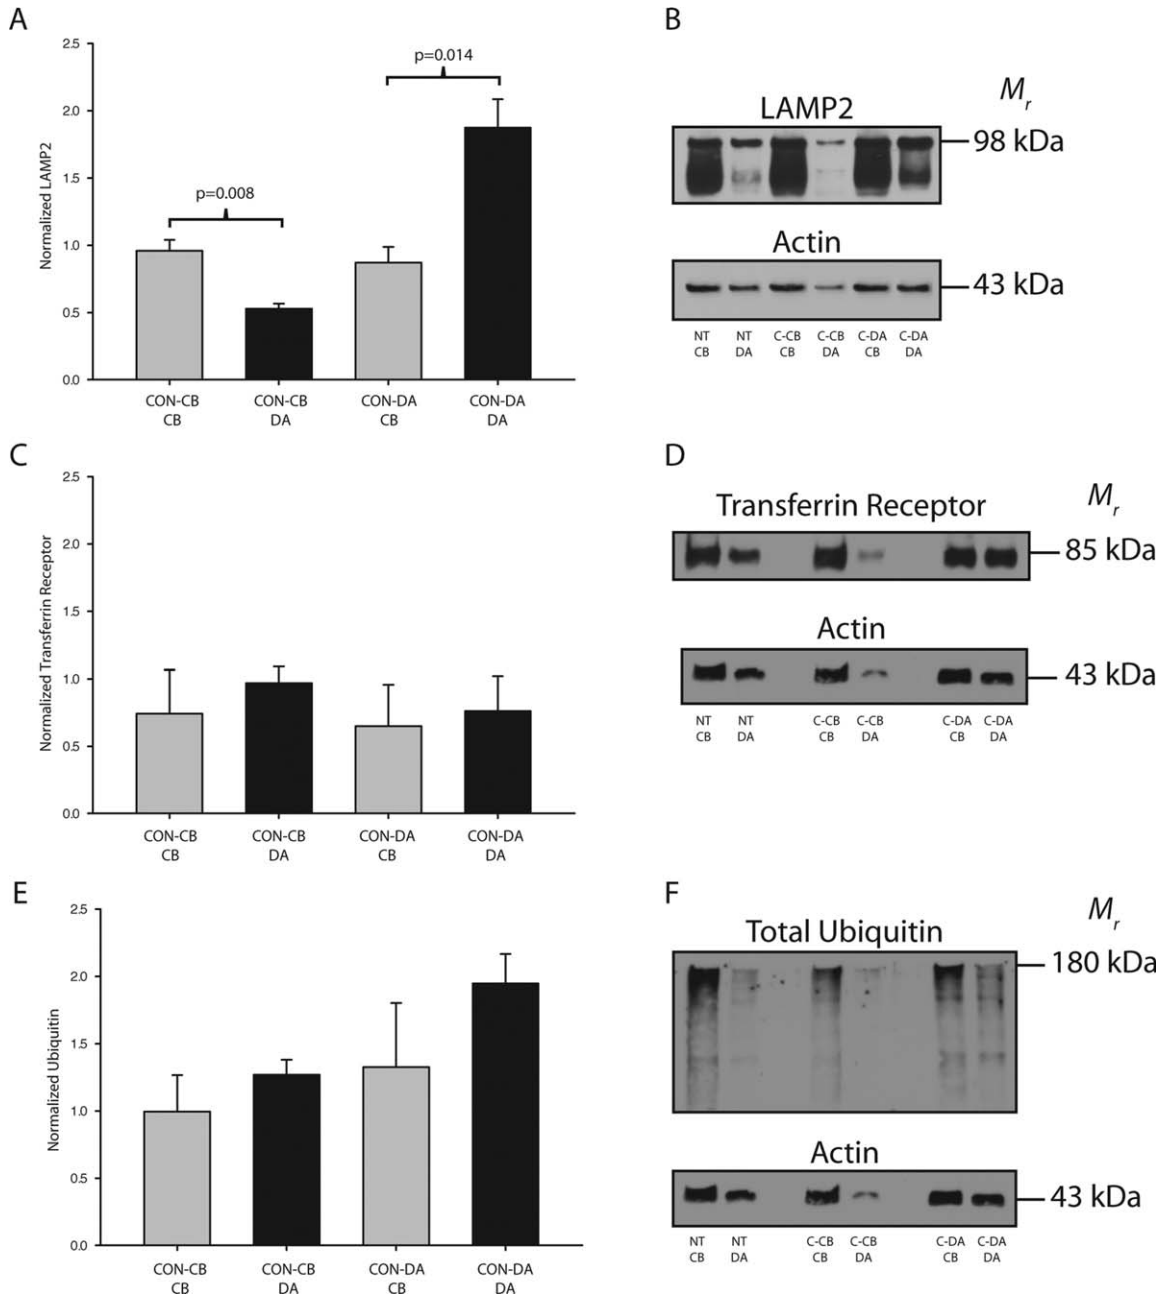 A
2.5
2.0
1.5
1.0
0.5
0.0
Normalized LAMP2
p=0.008
p=0.014
CON-CB CON-CB CON-DA CON-DA
CB DA CB DA
B
LAMP2
Mr
98 kDa
Actin
43 kDa
NT NT C-CB C-CB C-DA C-DA
CB DA CB DA CB DA
C
2.5
2.0
1.5
1.0
0.5
0.0
Normalized Transferrin Receptor
CON-CB CON-CB CON-DA CON-DA
CB DA CB DA
D
Transferrin Receptor
Mr
85 kDa
Actin
43 kDa
NT NT C-CB C-CB C-DA C-DA
CB DA CB DA CB DA
E
2.5
2.0
1.5
1.0
0.5
0.0
Normalized Ubiquitin
CON-CB CON-CB CON-DA CON-DA
CB DA CB DA
F
Total Ubiquitin
Mr
180 kDa
Actin
43 kDa
NT NT C-CB C-CB C-DA C-DA
CB DA CB DA CB DA